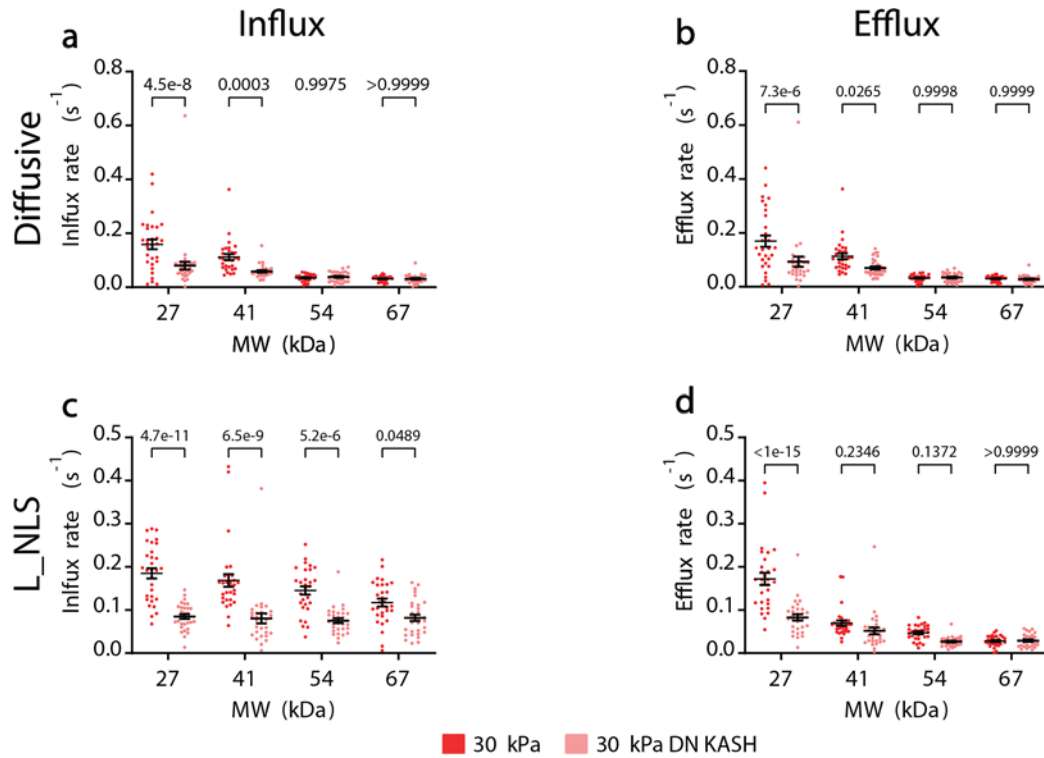 Influx
Efflux
Diffusive
L_NLS
a
0.8
0.6
0.4
0.2
0.0
Inlfux rate (s⁻¹)
4.5e-8 0.0003 0.9975 >0.9999
27 41 54 67
MW (kDa)
b
0.8
0.6
0.4
0.2
0.0
Efflux rate (s⁻¹)
7.3e-6 0.0265 0.9998 0.9999
27 41 54 67
MW (kDa)
c
0.5
0.4
0.3
0.2
0.1
0.0
Inlfux rate (s⁻¹)
4.7e-11 6.5e-9 5.2e-6 0.0489
27 41 54 67
MW (kDa)
d
0.5
0.4
0.3
0.2
0.1
0.0
Efflux rate (s⁻¹)
<1e-15 0.2346 0.1372 >0.9999
27 41 54 67
MW (kDa)
30 kPa 30 kPa DN KASH